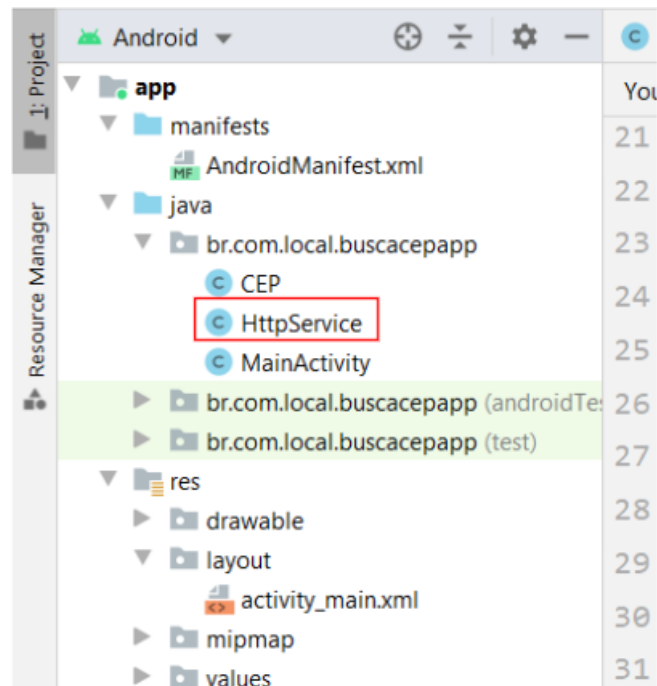 1: Project
Resource Manager
Android
app
manifests
MF AndroidManifest.xml
java
br.com.local.buscacepapp
C CEP
C HttpService
C MainActivity
br.com.local.buscacepapp (androidTe
br.com.local.buscacepapp (test)
res
drawable
layout
<> activity_main.xml
mipmap
values
C
You
21
22
23
24
25
26
27
28
29
30
31